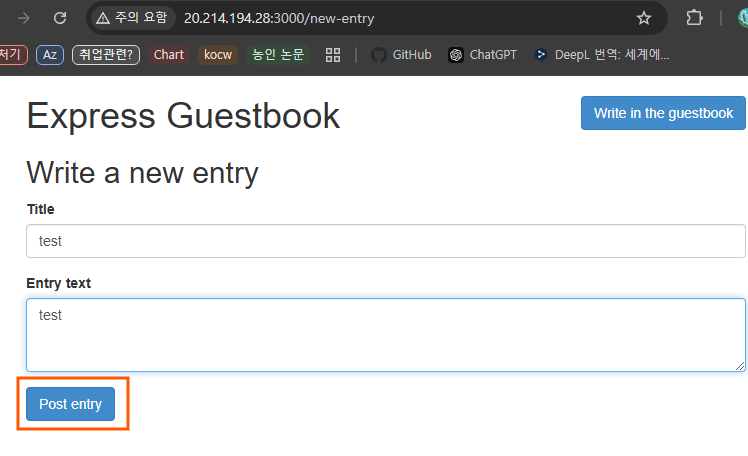 주의 요함 20.214.194.28:3000/new-entry
처기 Az 취업관련? Chart kocw 농인 논문 GitHub ChatGPT DeepL 번역: 세계에...
Express Guestbook
Write in the guestbook
Write a new entry
Title
test
Entry text
test
Post entry